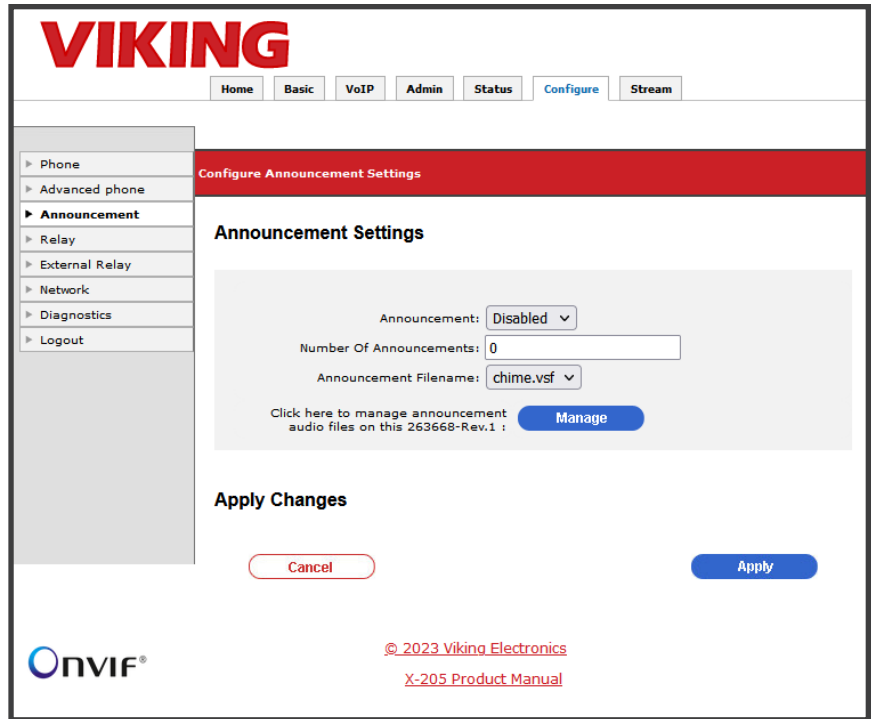 VIKING
Home Basic VoIP Admin Status Configure Stream
Phone
Advanced phone
Announcement
Relay
External Relay
Network
Diagnostics
Logout
Configure Announcement Settings
Announcement Settings
Announcement: Disabled
Number Of Announcements: 0
Announcement Filename: chime.vsf
Click here to manage announcement
audio files on this 263668-Rev.1 :
Manage
Apply Changes
Cancel
Apply
ONVIF®
© 2023 Viking Electronics
X-205 Product Manual